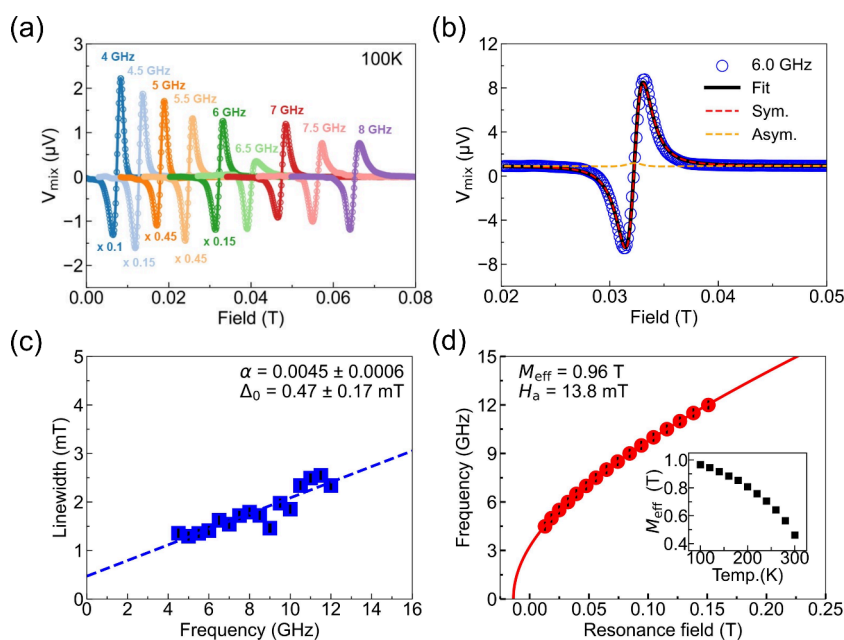 (a)
3
2
1
0
−1
−2
V_mix (μV)
0.00
0.02
0.04
0.06
0.08
Field (T)
100K
4 GHz
4.5 GHz
5 GHz
5.5 GHz
6 GHz
6.5 GHz
7 GHz
7.5 GHz
8 GHz
x 0.1
x 0.15
x 0.45
x 0.45
x 0.15
(b)
12
8
4
0
−4
−8
V_mix (μV)
0.02
0.03
0.04
0.05
Field (T)
6.0 GHz
Fit
Sym.
Asym.
(c)
5
4
3
2
1
0
Linewidth (mT)
0
2
4
6
8
10
12
14
16
Frequency (GHz)
α = 0.0045 ± 0.0006
Δ₀ = 0.47 ± 0.17 mT
(d)
15
12
9
6
3
0
Frequency (GHz)
0.00
0.05
0.10
0.15
0.20
0.25
Resonance field (T)
M_eff = 0.96 T
H_a = 13.8 mT
1.0
0.8
0.6
0.4
M_eff (T)
100
200
300
Temp.(K)